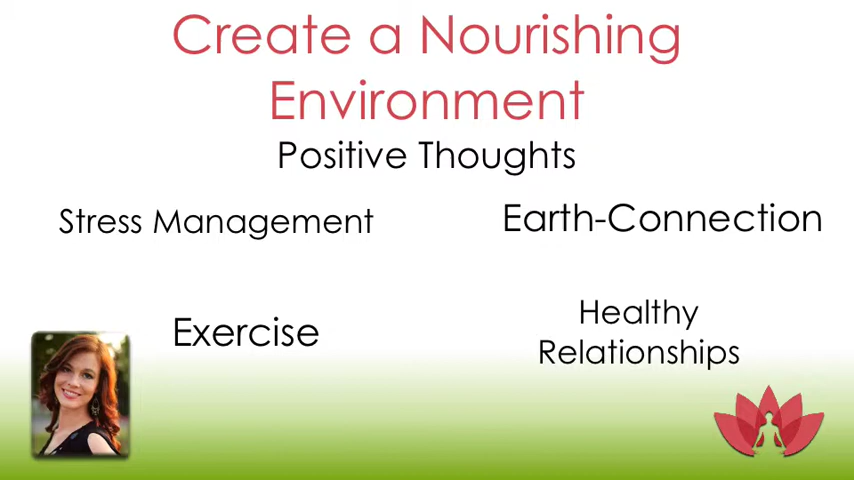 Create a Nourishing
Environment
Positive Thoughts
Stress Management
Earth-Connection
Exercise
Healthy
Relationships